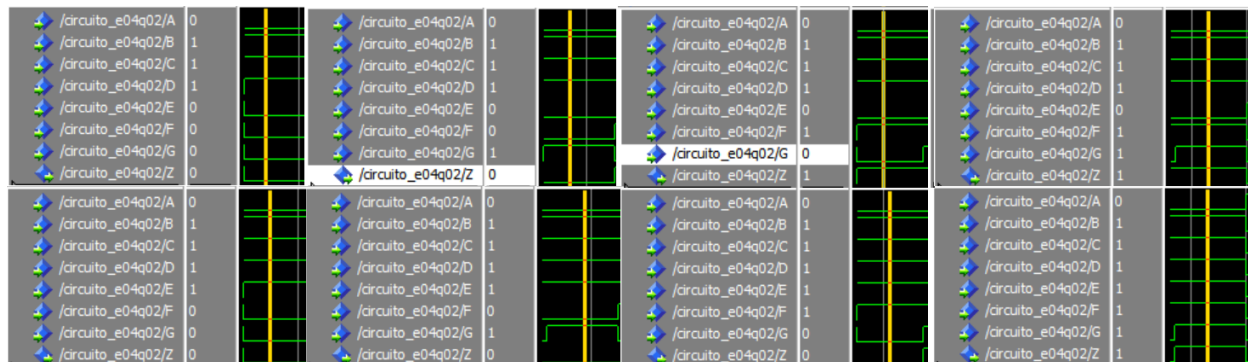 /circuito_e04q02/A 0
/circuito_e04q02/B 1
/circuito_e04q02/C 1
/circuito_e04q02/D 1
/circuito_e04q02/E 0
/circuito_e04q02/F 0
/circuito_e04q02/G 0
/circuito_e04q02/Z 0
/circuito_e04q02/A 0
/circuito_e04q02/B 1
/circuito_e04q02/C 1
/circuito_e04q02/D 1
/circuito_e04q02/E 0
/circuito_e04q02/F 0
/circuito_e04q02/G 1
/circuito_e04q02/Z 0
/circuito_e04q02/A 0
/circuito_e04q02/B 1
/circuito_e04q02/C 1
/circuito_e04q02/D 1
/circuito_e04q02/E 0
/circuito_e04q02/F 1
/circuito_e04q02/G 0
/circuito_e04q02/Z 1
/circuito_e04q02/A 0
/circuito_e04q02/B 1
/circuito_e04q02/C 1
/circuito_e04q02/D 1
/circuito_e04q02/E 0
/circuito_e04q02/F 1
/circuito_e04q02/G 1
/circuito_e04q02/Z 1
/circuito_e04q02/A 0
/circuito_e04q02/B 1
/circuito_e04q02/C 1
/circuito_e04q02/D 1
/circuito_e04q02/E 1
/circuito_e04q02/F 0
/circuito_e04q02/G 0
/circuito_e04q02/Z 0
/circuito_e04q02/A 0
/circuito_e04q02/B 1
/circuito_e04q02/C 1
/circuito_e04q02/D 1
/circuito_e04q02/E 1
/circuito_e04q02/F 0
/circuito_e04q02/G 1
/circuito_e04q02/Z 0
/circuito_e04q02/A 0
/circuito_e04q02/B 1
/circuito_e04q02/C 1
/circuito_e04q02/D 1
/circuito_e04q02/E 1
/circuito_e04q02/F 1
/circuito_e04q02/G 0
/circuito_e04q02/Z 1
/circuito_e04q02/A 0
/circuito_e04q02/B 1
/circuito_e04q02/C 1
/circuito_e04q02/D 1
/circuito_e04q02/E 1
/circuito_e04q02/F 1
/circuito_e04q02/G 1
/circuito_e04q02/Z 1